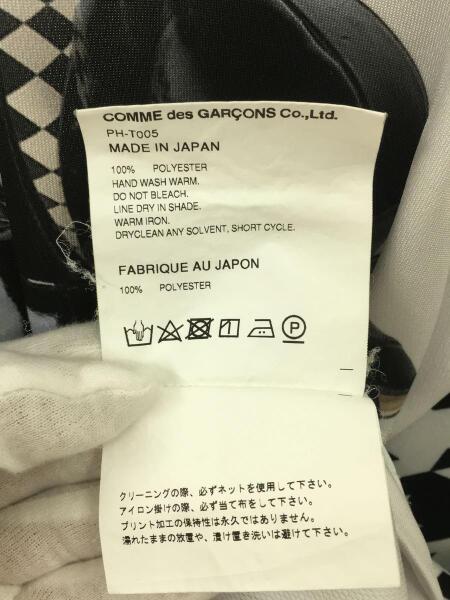 COMME des GARÇONS Co.,Ltd.
PH-T005
MADE IN JAPAN
100% POLYESTER
HAND WASH WARM.
DO NOT BLEACH.
LINE DRY IN SHADE.
WARM IRON.
DRYCLEAN ANY SOLVENT, SHORT CYCLE.
FABRIQUE AU JAPON
100% POLYESTER
P
クリーニングの際、必ずネットを使用して下さい。
アイロン掛けの際、必ず当て布をして下さい。
プリント加工の保持性は永久ではありません。
濡れたままの放置や、漬け置き洗いは避けて下さい。